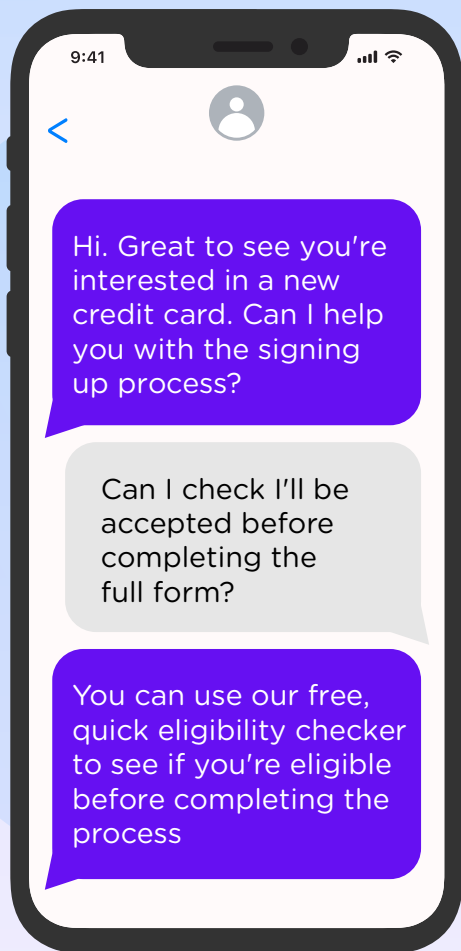 9:41
Hi. Great to see you're
interested in a new
credit card. Can I help
you with the signing
up process?
Can I check I'll be
accepted before
completing the
full form?
You can use our free,
quick eligibility checker
to see if you're eligible
before completing the
process